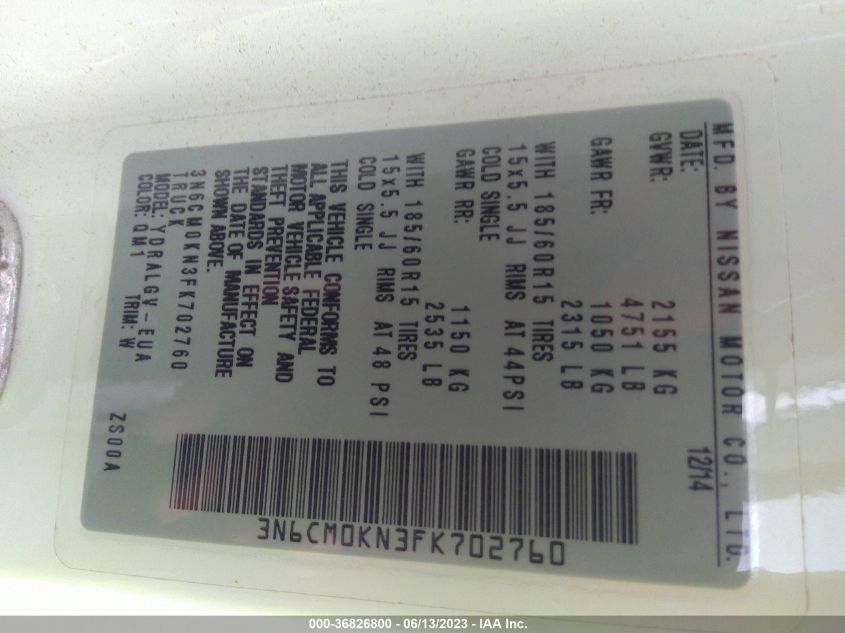 MFD. BY NISSAN MOTOR CO., LTD.
DATE: 12/14
GVWR: 2155 KG
4751 LB
GAWR FR: 1050 KG
2315 LB
WITH 185/60R15 TIRES
15x5.5 JJ RIMS AT 44PSI
COLD SINGLE
GAWR RR: 1150 KG
2535 LB
WITH 185/60R15 TIRES
15x5.5 JJ RIMS AT 48 PSI
COLD SINGLE
THIS VEHICLE CONFORMS TO
ALL APPLICABLE FEDERAL
MOTOR VEHICLE SAFETY AND
THEFT PREVENTION
STANDARDS IN EFFECT ON
THE DATE OF MANUFACTURE
SHOWN ABOVE.
3N6CM0KN3FK702760
TRUCK
MODEL: YDRALGV-EUA
COLOR: QM1 TRIM: W
ZS00A
3N6CM0KN3FK702760
000-36826800 - 06/13/2023 - IAA Inc.